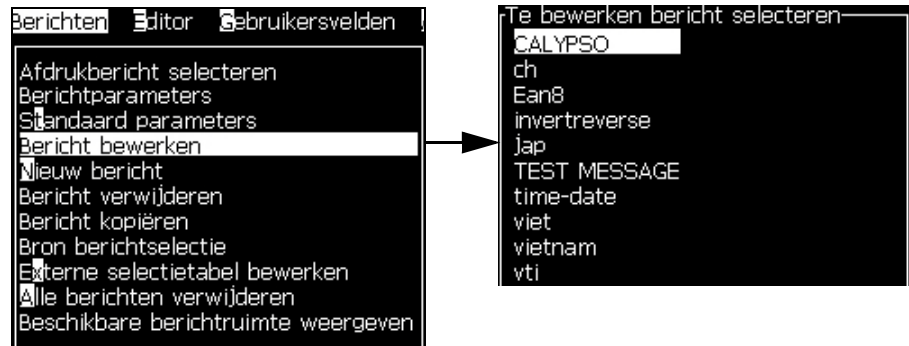 Berichten Editor Gebruikersvelden
Afdrukbericht selecteren
Berichtparameters
Standaard parameters
Bericht bewerken
Nieuw bericht
Bericht verwijderen
Bericht kopiëren
Bron berichtselectie
Externe selectietabel bewerken
Alle berichten verwijderen
Beschikbare berichtruimte weergeven
Te bewerken bericht selecteren
CALYPSO
ch
Ean8
invertreverse
jap
TEST MESSAGE
time-date
viet
vietnam
vti